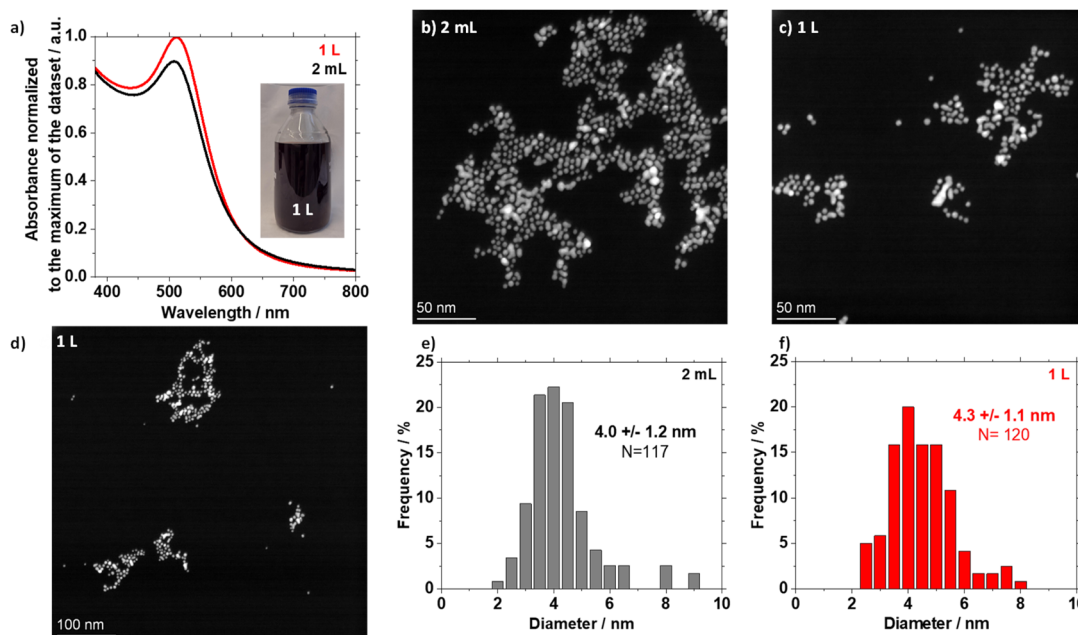 a)
Absorbance normalized
to the maximum of the dataset / a.u.
1.0
0.8
0.6
0.4
0.2
0.0
1 L
2 mL
1 L
400 500 600 700 800
Wavelength / nm
b) 2 mL
50 nm
c) 1 L
50 nm
d) 1 L
100 nm
e)
Frequency / %
25
20
15
10
5
0
2 mL
4.0 +/- 1.2 nm
N=117
0 2 4 6 8 10
Diameter / nm
f)
Frequency / %
25
20
15
10
5
0
1 L
4.3 +/- 1.1 nm
N= 120
0 2 4 6 8 10
Diameter / nm